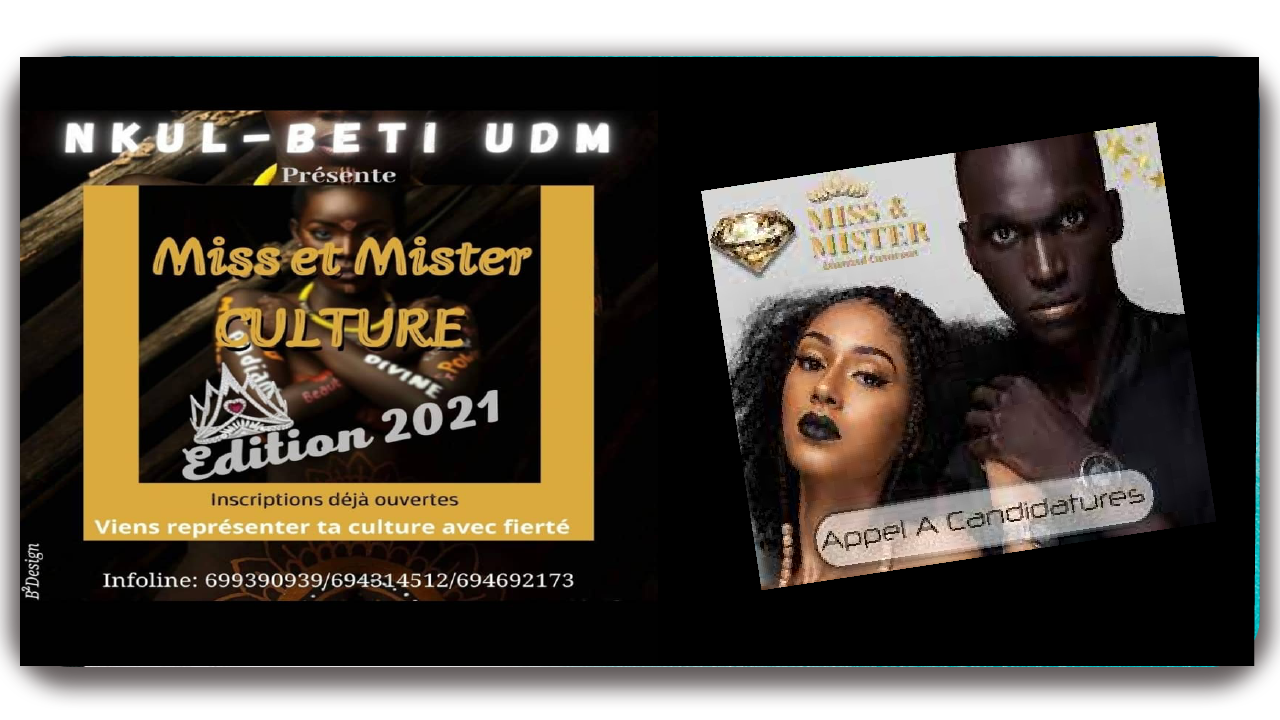 NKUL-BETI UDM
Présente
Miss et Mister
CULTURE
DIVINE
Beauty
Edition 2021
Inscriptions déjà ouvertes
Viens représenter ta culture avec fierté
Infoline: 699390939/694314512/694692173
B²Design
MISS &
MISTER
Appel A Candidatures